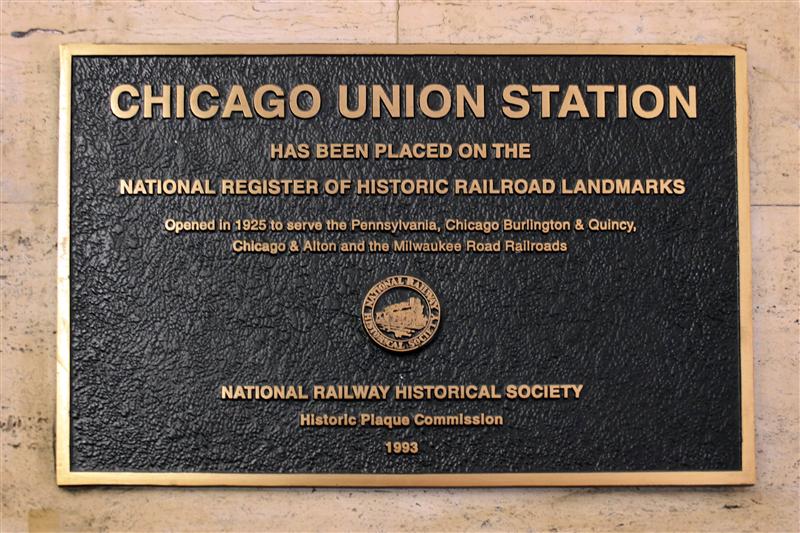 CHICAGO UNION STATION
HAS BEEN PLACED ON THE
NATIONAL REGISTER OF HISTORIC RAILROAD LANDMARKS
Opened in 1925 to serve the Pennsylvania, Chicago Burlington & Quincy,
Chicago & Alton and the Milwaukee Road Railroads
NATIONAL RAILWAY
HISTORICAL SOCIETY
NATIONAL RAILWAY HISTORICAL SOCIETY
Historic Plaque Commission
1993